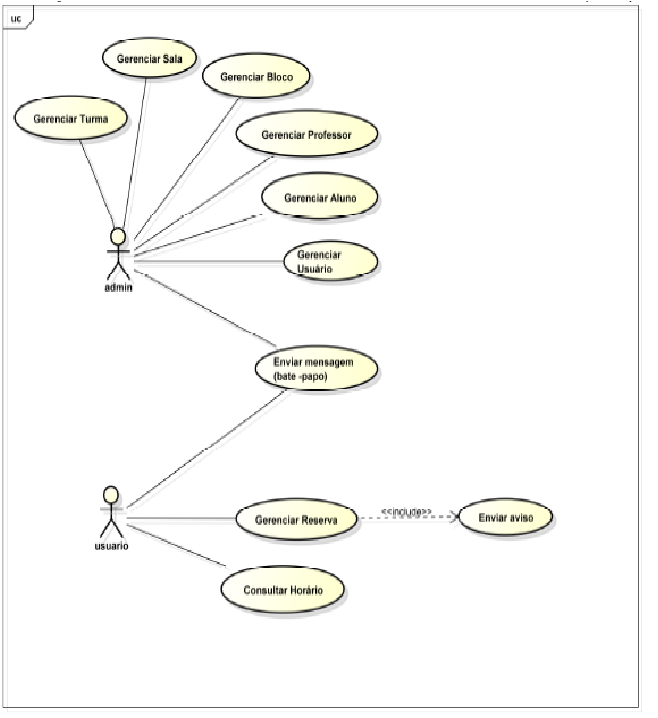 uc
Gerenciar Sala
Gerenciar Bloco
Gerenciar Turma
Gerenciar Professor
Gerenciar Aluno
Gerenciar
Usuário
admin
Enviar mensagem
(bate -papo)
usuario
Gerenciar Reserva
<<include>>
Enviar aviso
Consultar Horário